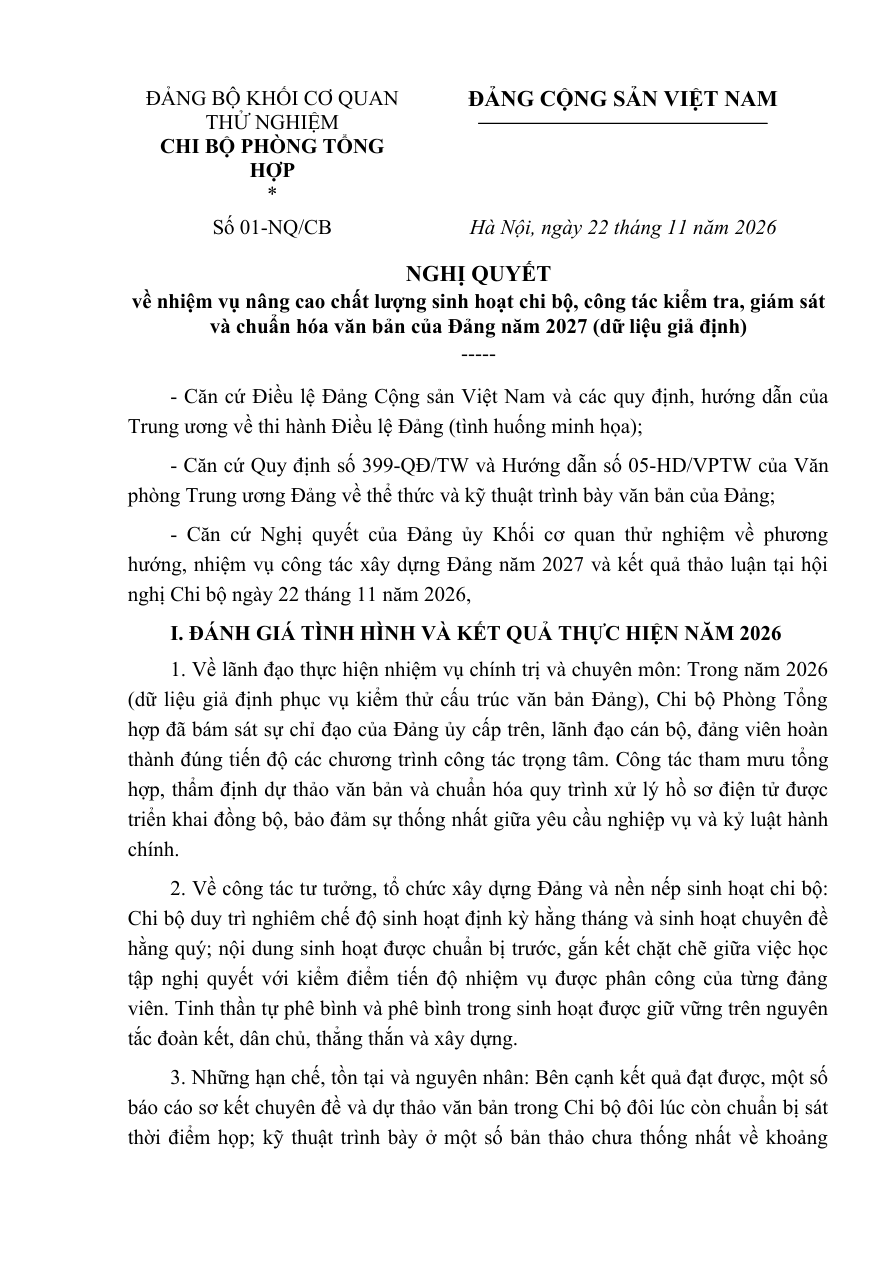 ĐẢNG BỘ KHỐI CƠ QUAN
THỬ NGHIỆM
CHI BỘ PHÒNG TỔNG
HỢP
*
Số 01-NQ/CB
ĐẢNG CỘNG SẢN VIỆT NAM
Hà Nội, ngày 22 tháng 11 năm 2026
NGHỊ QUYẾT
về nhiệm vụ nâng cao chất lượng sinh hoạt chi bộ, công tác kiểm tra, giám sát
và chuẩn hóa văn bản của Đảng năm 2027 (dữ liệu giả định)
-----
- Căn cứ Điều lệ Đảng Cộng sản Việt Nam và các quy định, hướng dẫn của
Trung ương về thi hành Điều lệ Đảng (tình huống minh họa);
- Căn cứ Quy định số 399-QĐ/TW và Hướng dẫn số 05-HD/VPTW của Văn
phòng Trung ương Đảng về thể thức và kỹ thuật trình bày văn bản của Đảng;
- Căn cứ Nghị quyết của Đảng ủy Khối cơ quan thử nghiệm về phương
hướng, nhiệm vụ công tác xây dựng Đảng năm 2027 và kết quả thảo luận tại hội
nghị Chi bộ ngày 22 tháng 11 năm 2026,
I. ĐÁNH GIÁ TÌNH HÌNH VÀ KẾT QUẢ THỰC HIỆN NĂM 2026
1. Về lãnh đạo thực hiện nhiệm vụ chính trị và chuyên môn: Trong năm 2026
(dữ liệu giả định phục vụ kiểm thử cấu trúc văn bản Đảng), Chi bộ Phòng Tổng
hợp đã bám sát sự chỉ đạo của Đảng ủy cấp trên, lãnh đạo cán bộ, đảng viên hoàn
thành đúng tiến độ các chương trình công tác trọng tâm. Công tác tham mưu tổng
hợp, thẩm định dự thảo văn bản và chuẩn hóa quy trình xử lý hồ sơ điện tử được
triển khai đồng bộ, bảo đảm sự thống nhất giữa yêu cầu nghiệp vụ và kỷ luật hành
chính.
2. Về công tác tư tưởng, tổ chức xây dựng Đảng và nền nếp sinh hoạt chi bộ:
Chi bộ duy trì nghiêm chế độ sinh hoạt định kỳ hằng tháng và sinh hoạt chuyên đề
hằng quý; nội dung sinh hoạt được chuẩn bị trước, gắn kết chặt chẽ giữa việc học
tập nghị quyết với kiểm điểm tiến độ nhiệm vụ được phân công của từng đảng
viên. Tinh thần tự phê bình và phê bình trong sinh hoạt được giữ vững trên nguyên
tắc đoàn kết, dân chủ, thẳng thắn và xây dựng.
3. Những hạn chế, tồn tại và nguyên nhân: Bên cạnh kết quả đạt được, một số
báo cáo sơ kết chuyên đề và dự thảo văn bản trong Chi bộ đôi lúc còn chuẩn bị sát
thời điểm họp; kỹ thuật trình bày ở một số bản thảo chưa thống nhất về khoảng